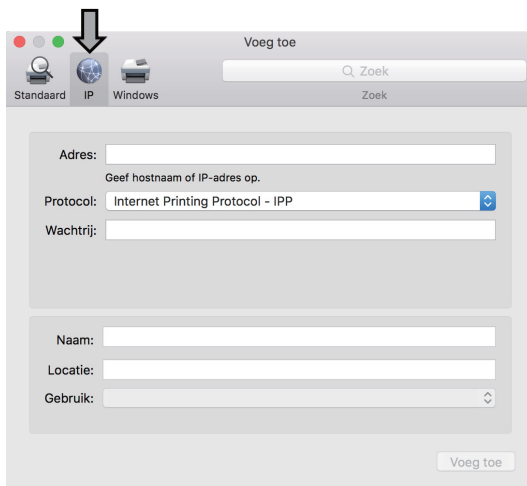 Voeg toe
Zoek
Standaard IP Windows Zoek
Adres:
Geef hostnaam of IP-adres op.
Protocol: Internet Printing Protocol - IPP
Wachtrij:
Naam:
Locatie:
Gebruik:
Voeg toe